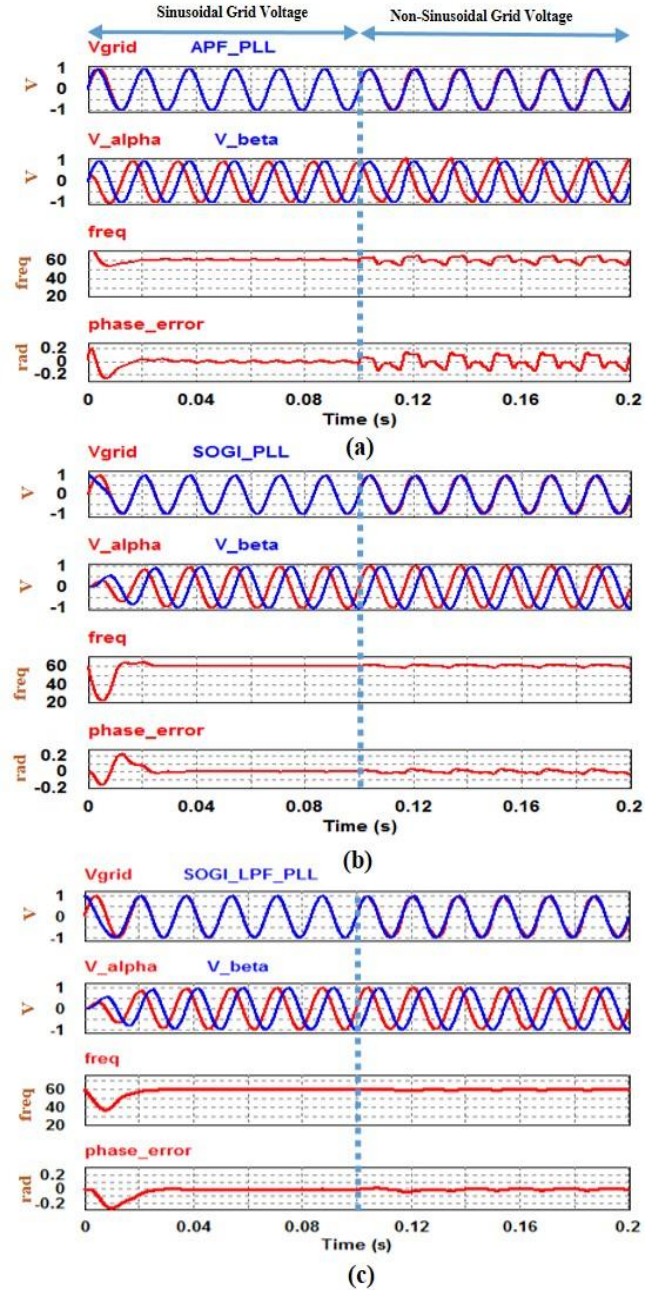 Sinusoidal Grid Voltage Non-Sinusoidal Grid Voltage
Vgrid APF_PLL
V
1
0
-1
V_alpha V_beta
V
1
0
-1
freq
freq
60
40
20
phase_error
rad
0.2
0
-0.2
0 0.04 0.08 0.12 0.16 0.2
Time (s)
(a)
Vgrid SOGI_PLL
V
1
0
-1
V_alpha V_beta
V
1
0
-1
freq
freq
60
40
20
phase_error
rad
0.2
0
-0.2
0 0.04 0.08 0.12 0.16 0.2
Time (s)
(b)
Vgrid SOGI_LPF_PLL
V
1
0
-1
V_alpha V_beta
V
1
0
-1
freq
freq
60
40
20
phase_error
rad
0.2
0
-0.2
0 0.04 0.08 0.12 0.16 0.2
Time (s)
(c)